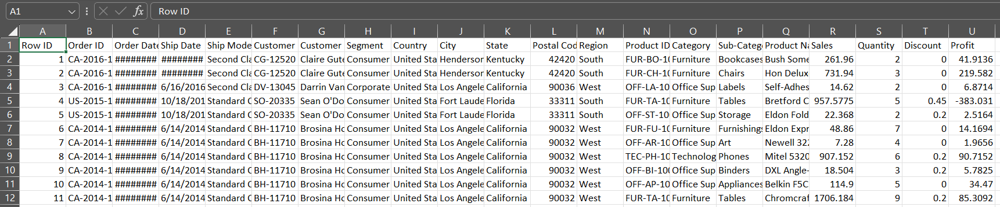 A1 fx Row ID
A B C D E F G H I J K L M N O P Q R S T U
1 Row ID Order ID Order Date Ship Date Ship Mode Customer Customer Segment Country City State Postal Cod Region Product ID Category Sub-Categ Product Na Sales Quantity Discount Profit
2 1 CA-2016-1 ######## ######## Second Cla CG-12520 Claire Gute Consumer United Sta Henderson Kentucky 42420 South FUR-BO-10 Furniture Bookcases Bush Some 261.96 2 0 41.9136
3 2 CA-2016-1 ######## ######## Second Cla CG-12520 Claire Gute Consumer United Sta Henderson Kentucky 42420 South FUR-CH-10 Furniture Chairs Hon Delux 731.94 3 0 219.582
4 3 CA-2016-1 ######## 6/16/2016 Second Cla DV-13045 Darrin Van Corporate United Sta Los Angele California 90036 West OFF-LA-10 Office Sup Labels Self-Adhes 14.62 2 0 6.8714
5 4 US-2015-1 ######## 10/18/201 Standard C SO-20335 Sean O'Do Consumer United Sta Fort Laude Florida 33311 South FUR-TA-10 Furniture Tables Bretford C 957.5775 5 0.45 -383.031
6 5 US-2015-1 ######## 10/18/201 Standard C SO-20335 Sean O'Do Consumer United Sta Fort Laude Florida 33311 South OFF-ST-10 Office Sup Storage Eldon Fold 22.368 2 0.2 2.5164
7 6 CA-2014-1 ######## 6/14/2014 Standard C BH-11710 Brosina Ho Consumer United Sta Los Angele California 90032 West FUR-FU-10 Furniture Furnishings Eldon Expr 48.86 7 0 14.1694
8 7 CA-2014-1 ######## 6/14/2014 Standard C BH-11710 Brosina Ho Consumer United Sta Los Angele California 90032 West OFF-AR-10 Office Sup Art Newell 322 7.28 4 0 1.9656
9 8 CA-2014-1 ######## 6/14/2014 Standard C BH-11710 Brosina Ho Consumer United Sta Los Angele California 90032 West TEC-PH-10 Technolog Phones Mitel 5320 907.152 6 0.2 90.7152
10 9 CA-2014-1 ######## 6/14/2014 Standard C BH-11710 Brosina Ho Consumer United Sta Los Angele California 90032 West OFF-BI-100 Office Sup Binders DXL Angle- 18.504 3 0.2 5.7825
11 10 CA-2014-1 ######## 6/14/2014 Standard C BH-11710 Brosina Ho Consumer United Sta Los Angele California 90032 West OFF-AP-10 Office Sup Appliances Belkin F5C 114.9 5 0 34.47
12 11 CA-2014-1 ######## 6/14/2014 Standard C BH-11710 Brosina Ho Consumer United Sta Los Angele California 90032 West FUR-TA-10 Furniture Tables Chromcraf 1706.184 9 0.2 85.3092